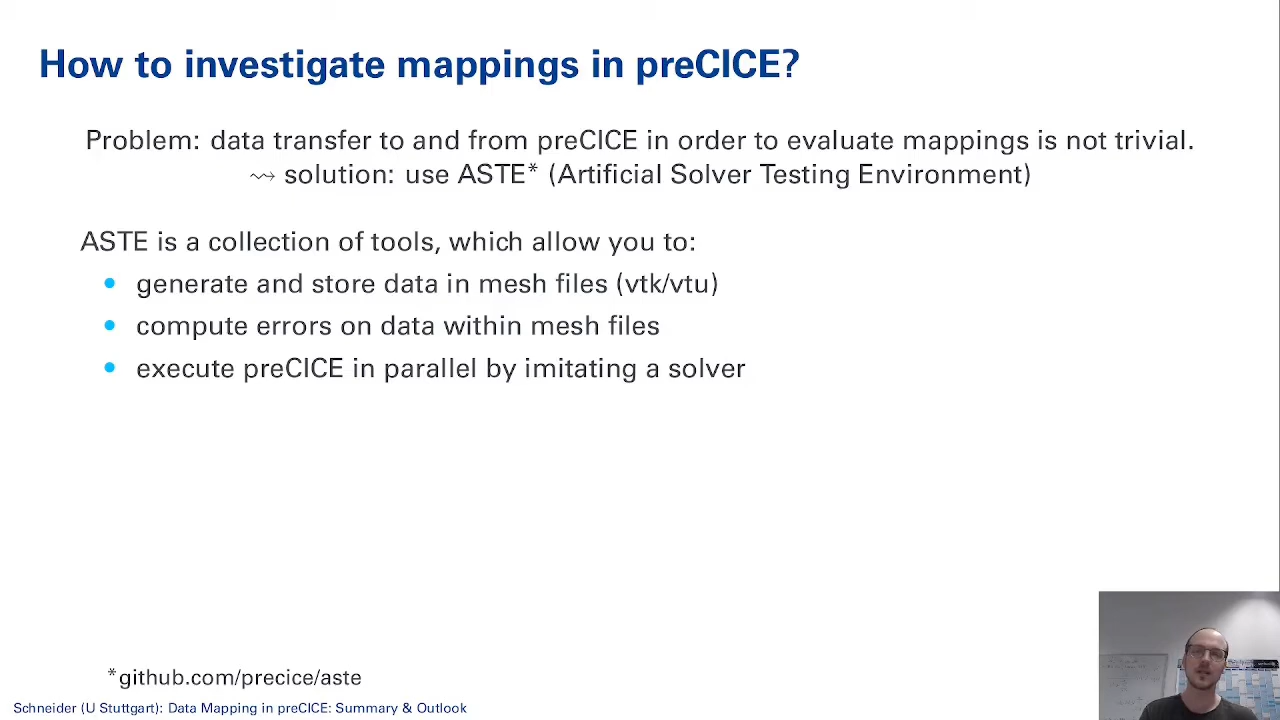 How to investigate mappings in preCICE?
Problem: data transfer to and from preCICE in order to evaluate mappings is not trivial.
⇝ solution: use ASTE* (Artificial Solver Testing Environment)
ASTE is a collection of tools, which allow you to:
• generate and store data in mesh files (vtk/vtu)
• compute errors on data within mesh files
• execute preCICE in parallel by imitating a solver
*github.com/precice/aste
Schneider (U Stuttgart): Data Mapping in preCICE: Summary & Outlook